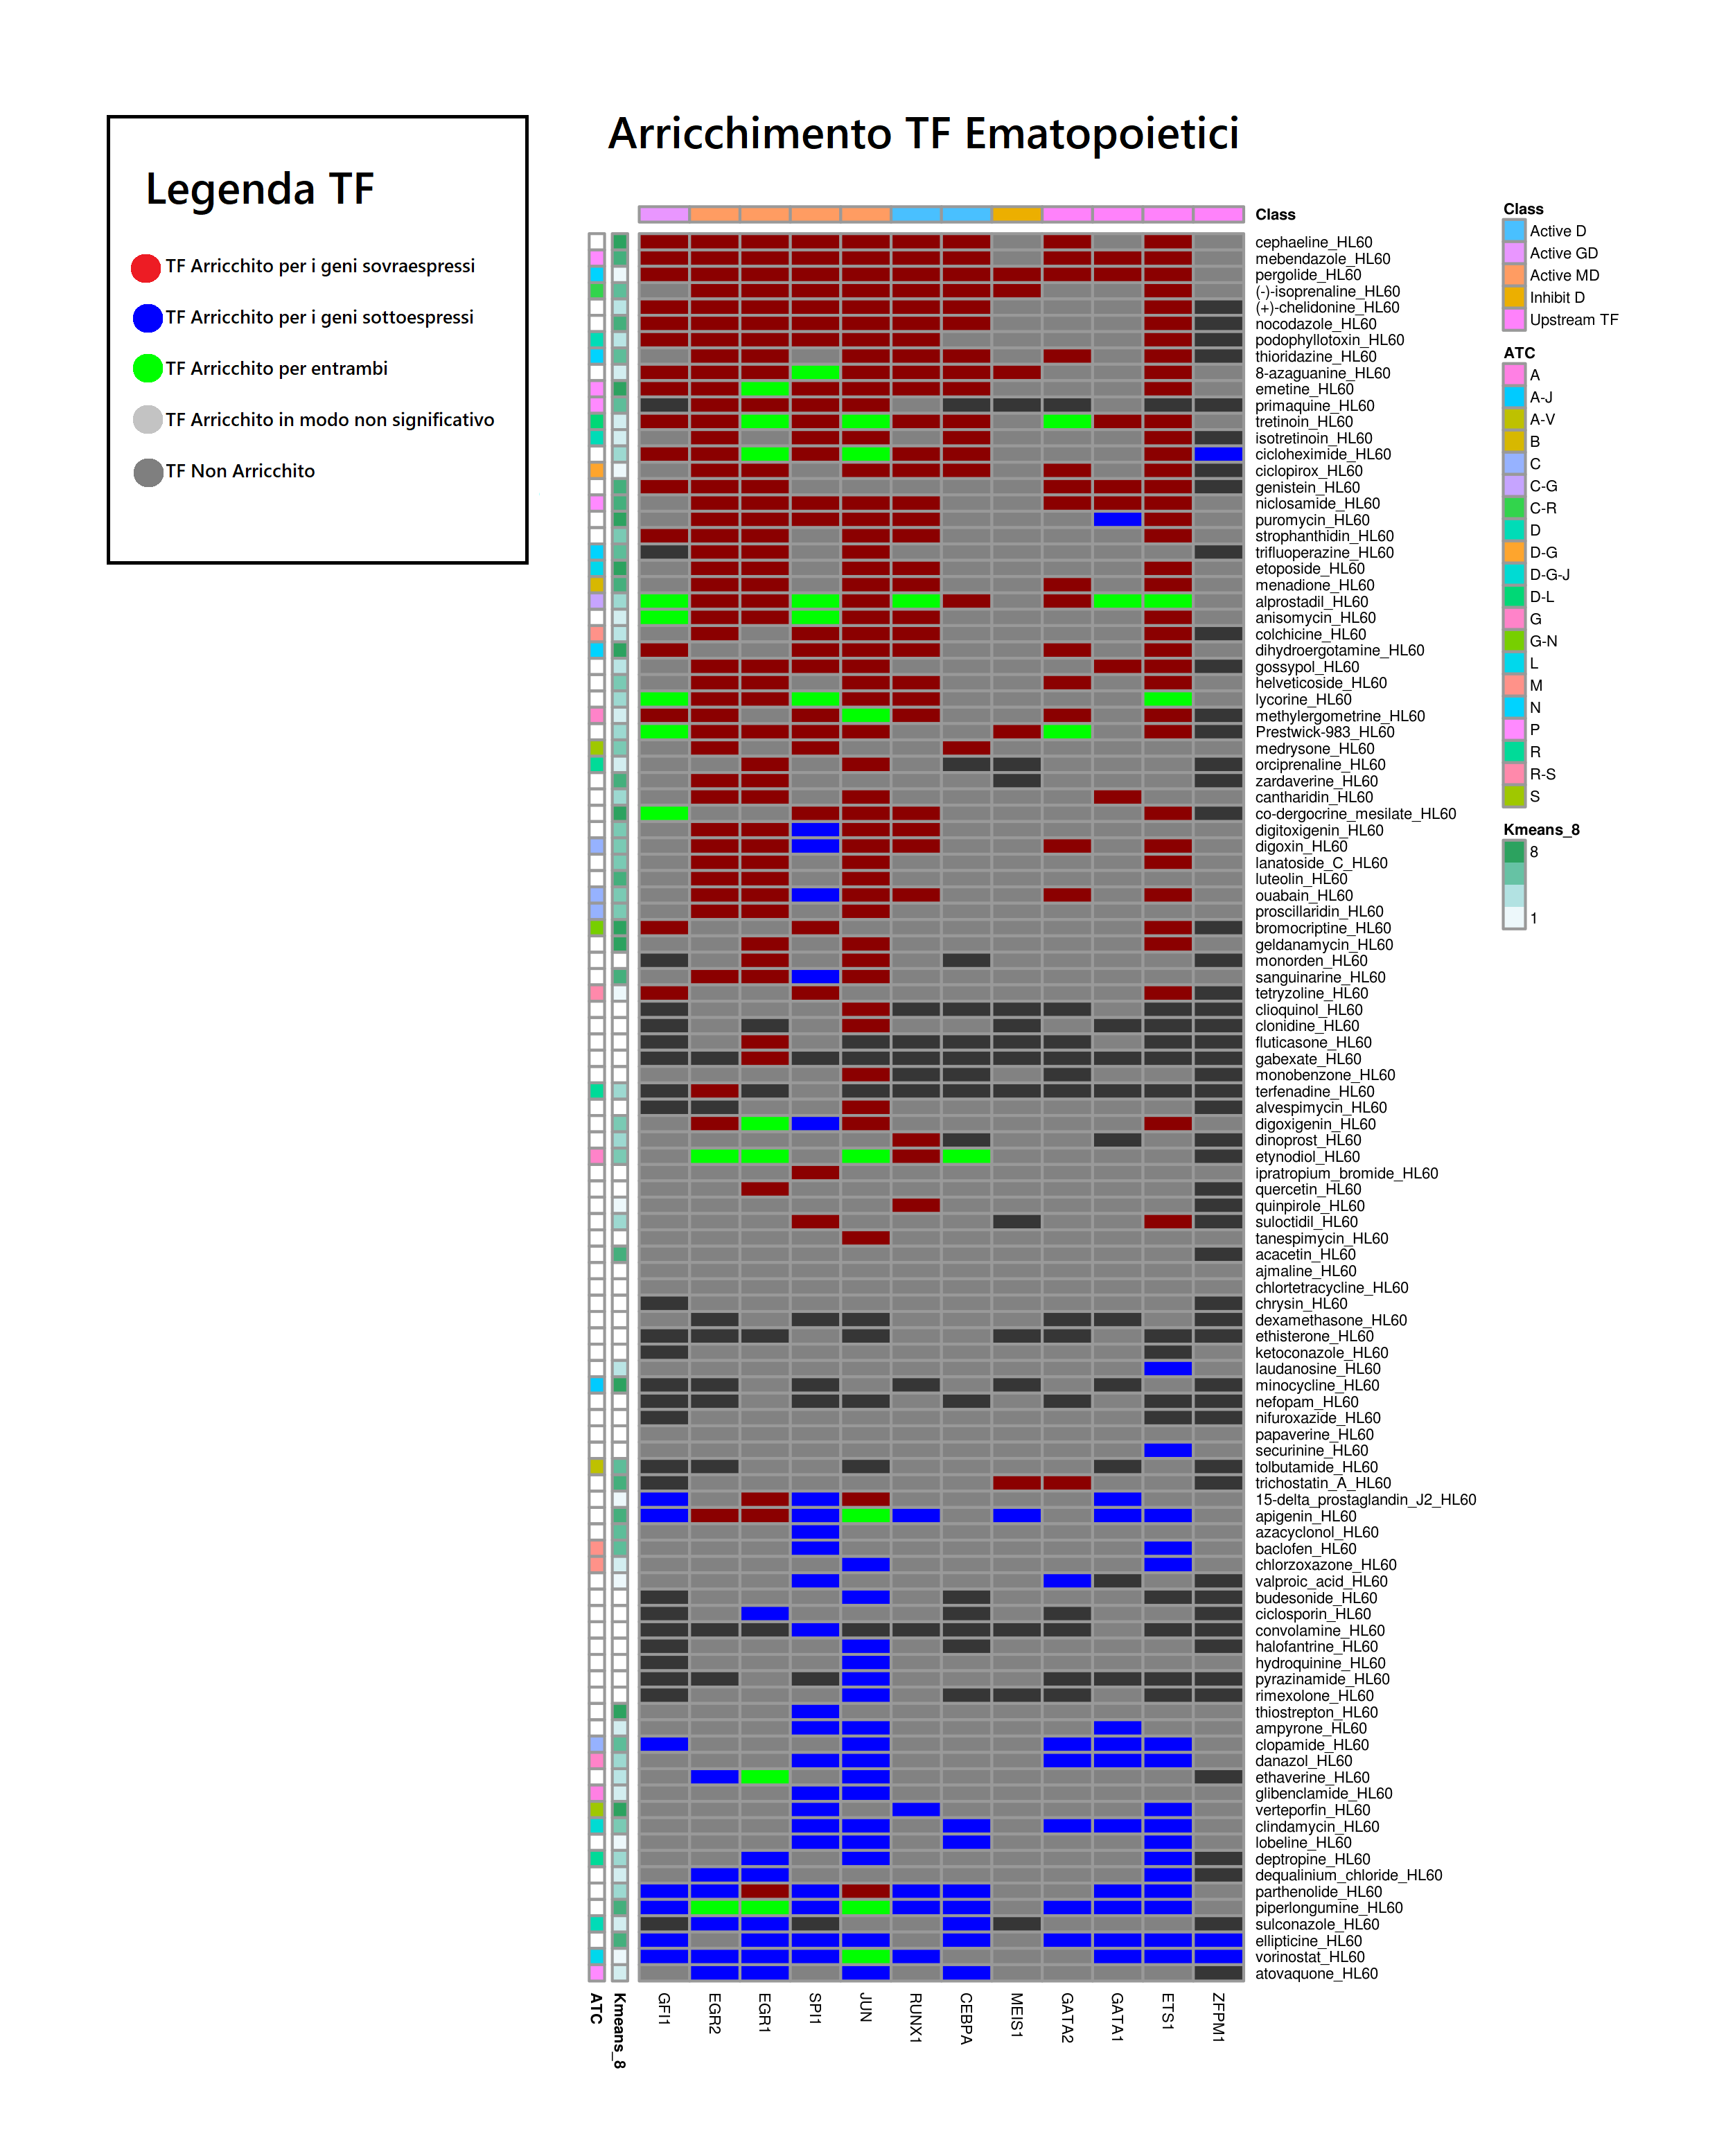 Arricchimento TF Ematopoietici
Legenda TF
TF Arricchito per i geni sovraespressi
TF Arricchito per i geni sottoespressi
TF Arricchito per entrambi
TF Arricchito in modo non significativo
TF Non Arricchito
Class
cephaeline_HL60
mebendazole_HL60
pergolide_HL60
(-)-isoprenaline_HL60
(+)-chelidonine_HL60
nocodazole_HL60
podophyllotoxin_HL60
thioridazine_HL60
8-azaguanine_HL60
emetine_HL60
primaquine_HL60
tretinoin_HL60
isotretinoin_HL60
cicloheximide_HL60
ciclopirox_HL60
genistein_HL60
niclosamide_HL60
puromycin_HL60
strophanthidin_HL60
trifluoperazine_HL60
etoposide_HL60
menadione_HL60
alprostadil_HL60
anisomycin_HL60
colchicine_HL60
dihydroergotamine_HL60
gossypol_HL60
helveticoside_HL60
lycorine_HL60
methylergometrine_HL60
Prestwick-983_HL60
medrysone_HL60
orciprenaline_HL60
zardaverine_HL60
cantharidin_HL60
co-dergocrine_mesilate_HL60
digitoxigenin_HL60
digoxin_HL60
lanatoside_C_HL60
luteolin_HL60
ouabain_HL60
proscillaridin_HL60
bromocriptine_HL60
geldanamycin_HL60
monorden_HL60
sanguinarine_HL60
tetryzoline_HL60
clioquinol_HL60
clonidine_HL60
fluticasone_HL60
gabexate_HL60
monobenzone_HL60
terfenadine_HL60
alvespimycin_HL60
digoxigenin_HL60
dinoprost_HL60
etynodiol_HL60
ipratropium_bromide_HL60
quercetin_HL60
quinpirole_HL60
suloctidil_HL60
tanespimycin_HL60
acacetin_HL60
ajmaline_HL60
chlortetracycline_HL60
chrysin_HL60
dexamethasone_HL60
ethisterone_HL60
ketoconazole_HL60
laudanosine_HL60
minocycline_HL60
nefopam_HL60
nifuroxazide_HL60
papaverine_HL60
securinine_HL60
tolbutamide_HL60
trichostatin_A_HL60
15-delta_prostaglandin_J2_HL60
apigenin_HL60
azacyclonol_HL60
baclofen_HL60
chlorzoxazone_HL60
valproic_acid_HL60
budesonide_HL60
ciclosporin_HL60
convolamine_HL60
halofantrine_HL60
hydroquinine_HL60
pyrazinamide_HL60
rimexolone_HL60
thiostrepton_HL60
ampyrone_HL60
clopamide_HL60
danazol_HL60
ethaverine_HL60
glibenclamide_HL60
verteporfin_HL60
clindamycin_HL60
lobeline_HL60
deptropine_HL60
dequalinium_chloride_HL60
parthenolide_HL60
piperlongumine_HL60
sulconazole_HL60
ellipticine_HL60
vorinostat_HL60
atovaquone_HL60
ATC
Kmeans_8
GFI1
EGR2
EGR1
SPI1
JUN
RUNX1
CEBPA
MEIS1
GATA2
GATA1
ETS1
ZFPM1
Class
Active D
Active GD
Active MD
Inhibit D
Upstream TF
ATC
A
A-J
A-V
B
C
C-G
C-R
D
D-G
D-G-J
D-L
G
G-N
L
M
N
P
R
R-S
S
Kmeans_8
8
1